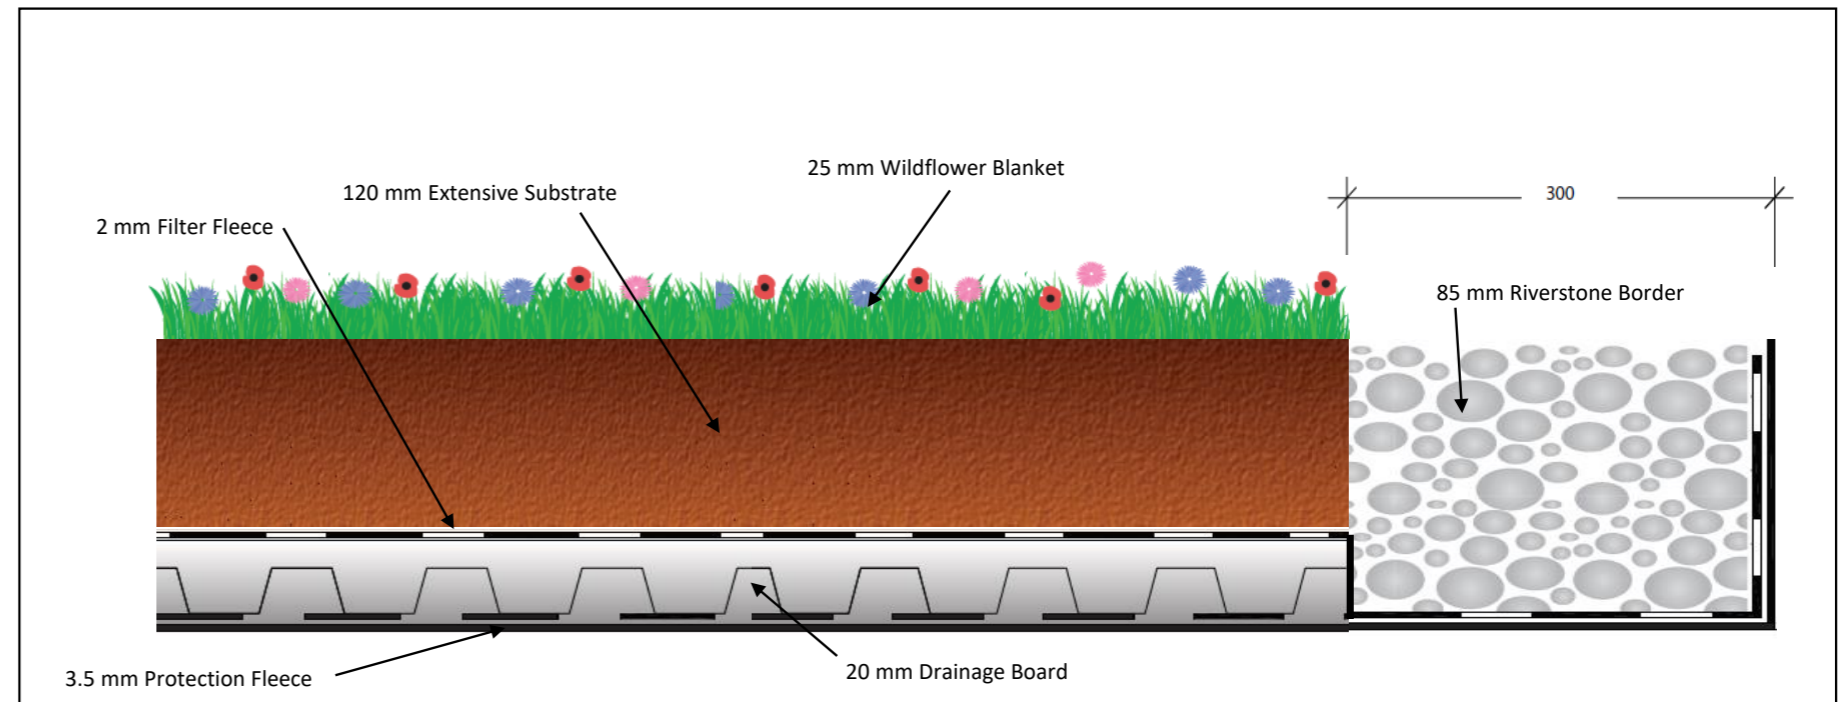 25 mm Wildflower Blanket
120 mm Extensive Substrate
300
2 mm Filter Fleece
85 mm Riverstone Border
20 mm Drainage Board
3.5 mm Protection Fleece